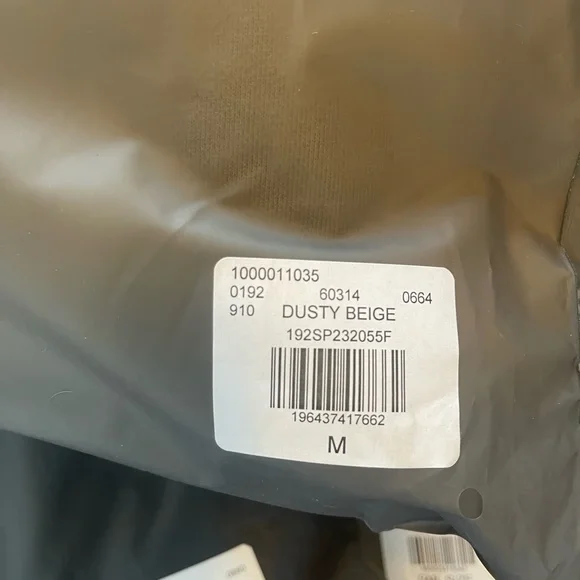 1000011035
0192 60314 0664
910 DUSTY BEIGE
192SP232055F
196437417662
M